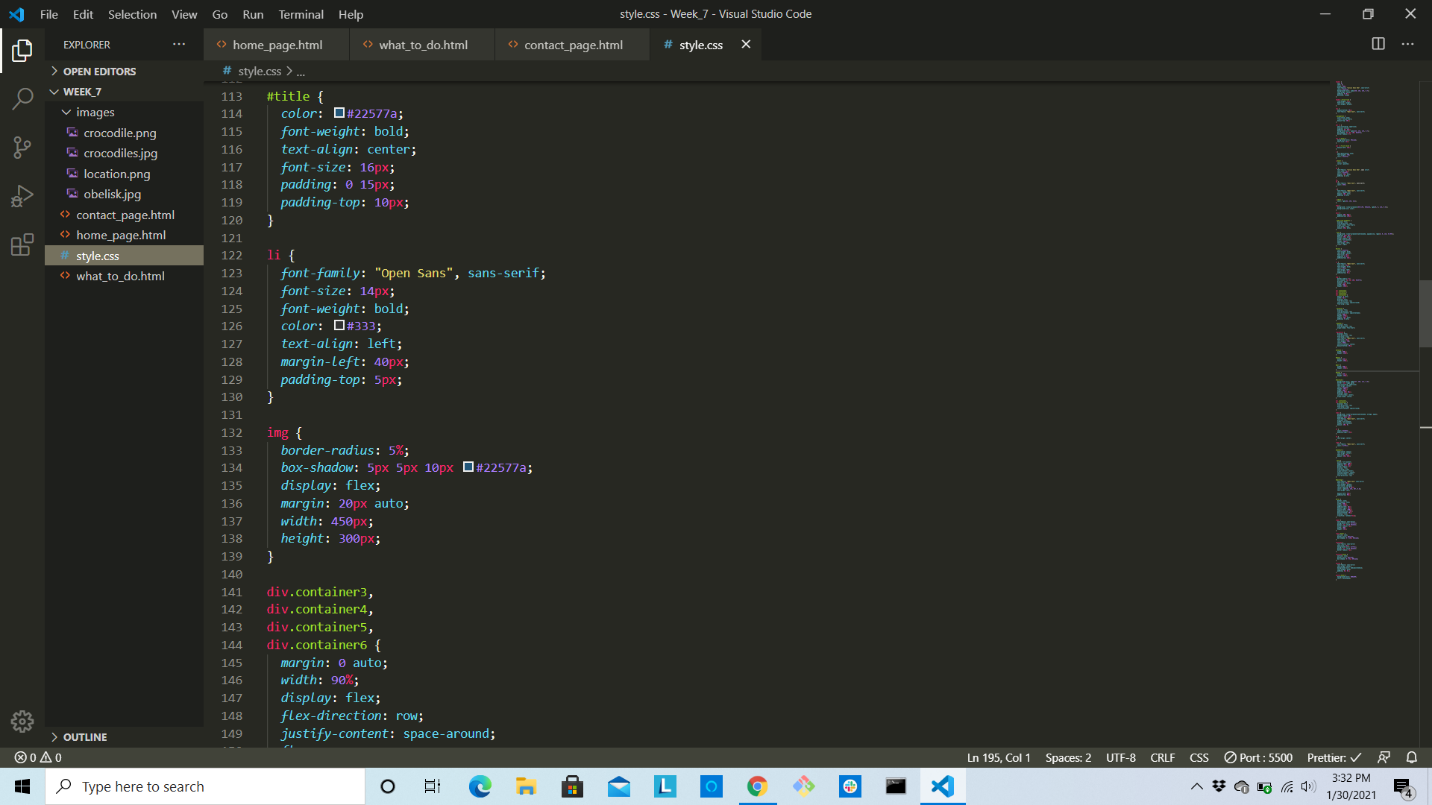 File Edit Selection View Go Run Terminal Help
style.css - Week_7 - Visual Studio Code
EXPLORER
home_page.html
what_to_do.html
contact_page.html
# style.css
OPEN EDITORS
# style.css > ...
WEEK_7
images
crocodile.png
crocodiles.jpg
location.png
obelisk.jpg
contact_page.html
home_page.html
# style.css
what_to_do.html
OUTLINE
113 #title {
114 color: #22577a;
115 font-weight: bold;
116 text-align: center;
117 font-size: 16px;
118 padding: 0 15px;
119 padding-top: 10px;
120 }
121
122 li {
123 font-family: "Open Sans", sans-serif;
124 font-size: 14px;
125 font-weight: bold;
126 color: #333;
127 text-align: left;
128 margin-left: 40px;
129 padding-top: 5px;
130 }
131
132 img {
133 border-radius: 5%;
134 box-shadow: 5px 5px 10px #22577a;
135 display: flex;
136 margin: 20px auto;
137 width: 450px;
138 height: 300px;
139 }
140
141 div.container3,
142 div.container4,
143 div.container5,
144 div.container6 {
145 margin: 0 auto;
146 width: 90%;
147 display: flex;
148 flex-direction: row;
149 justify-content: space-around;
0 0
Ln 195, Col 1 Spaces: 2 UTF-8 CRLF CSS Port : 5500 Prettier: ✓
Type here to search
L
3:32 PM
1/30/2021
4